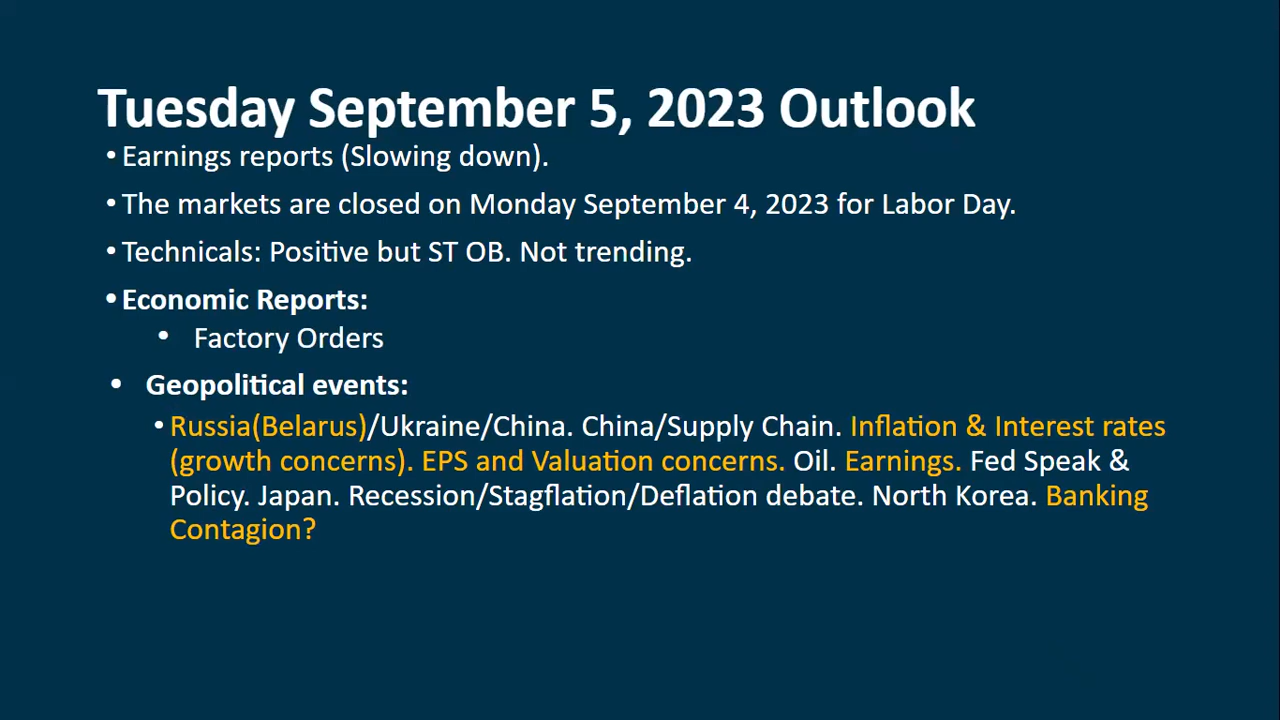 Tuesday September 5, 2023 Outlook
• Earnings reports (Slowing down).
• The markets are closed on Monday September 4, 2023 for Labor Day.
• Technicals: Positive but ST OB. Not trending.
• Economic Reports:
• Factory Orders
• Geopolitical events:
• Russia(Belarus)/Ukraine/China. China/Supply Chain. Inflation & Interest rates
(growth concerns). EPS and Valuation concerns. Oil. Earnings. Fed Speak &
Policy. Japan. Recession/Stagflation/Deflation debate. North Korea. Banking
Contagion?